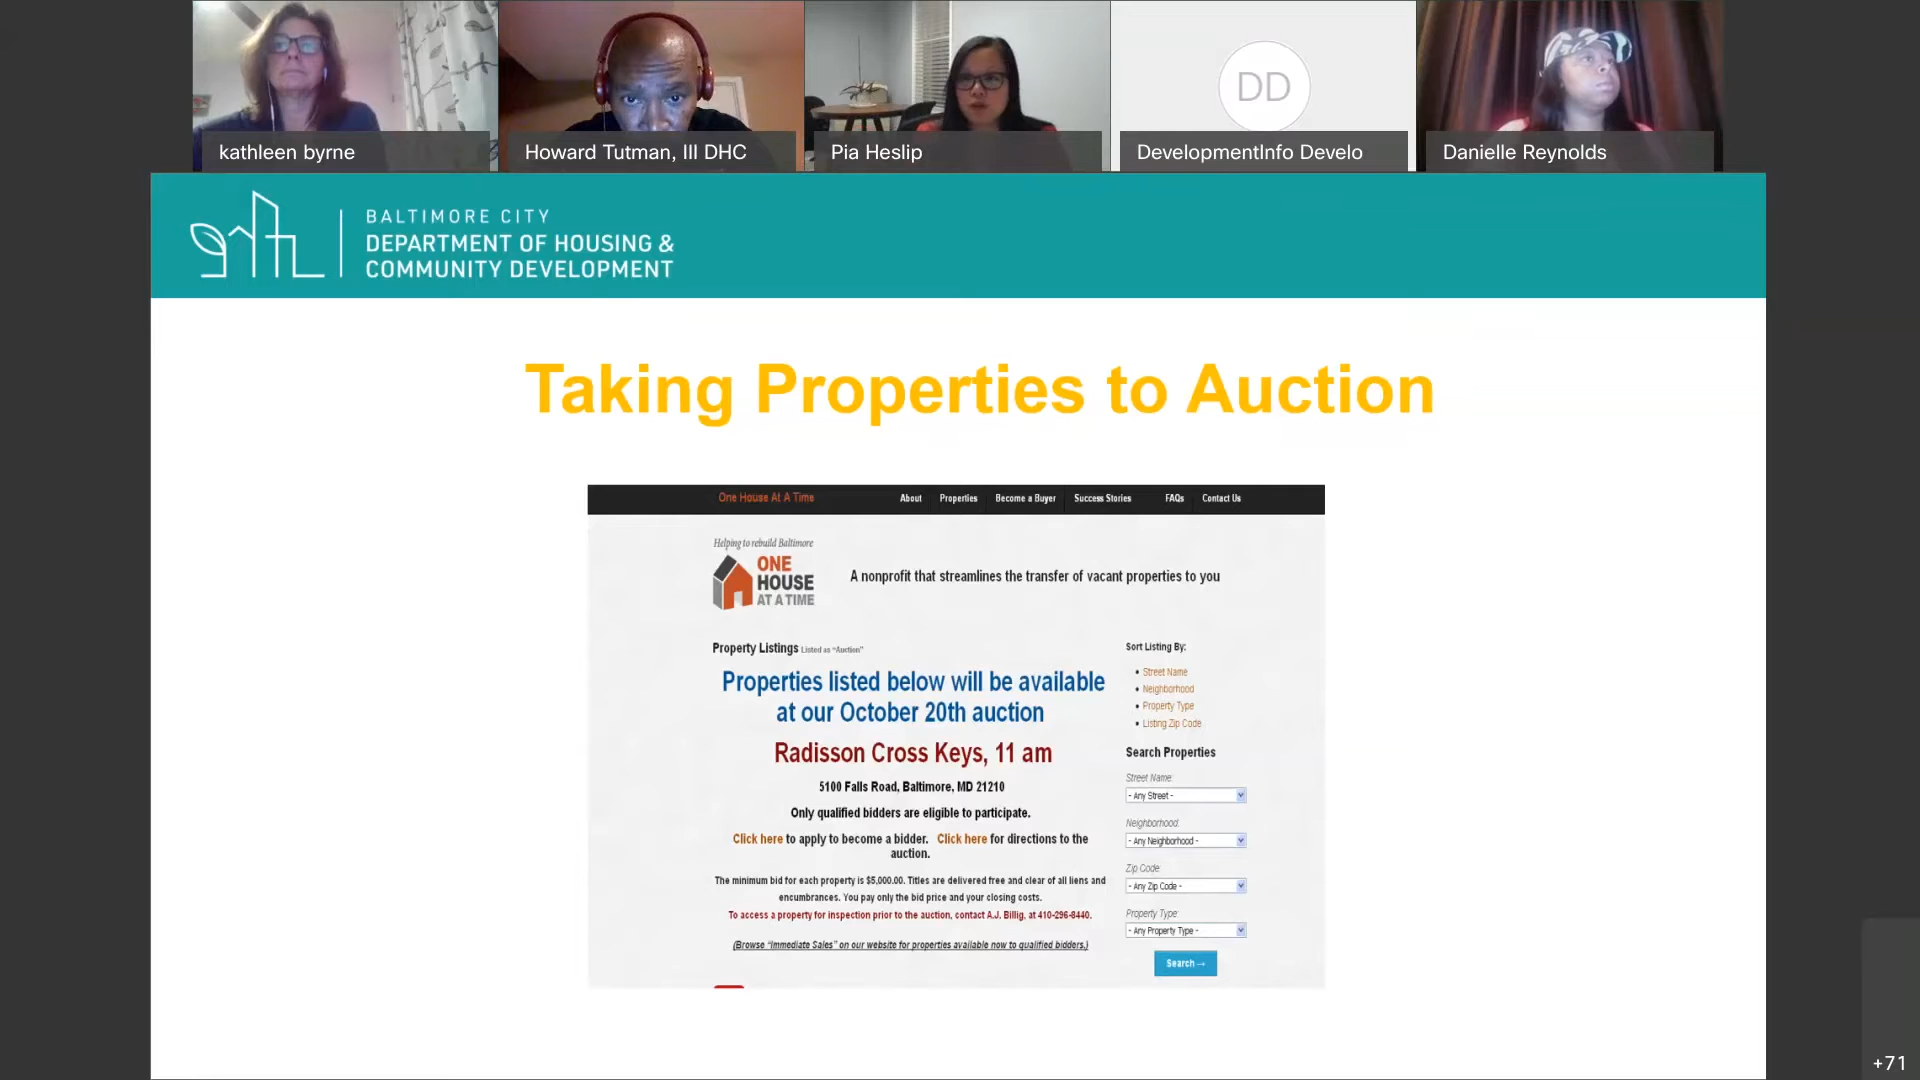 kathleen byrne
Howard Tutman, III DHC
Pia Heslip
DD
DevelopmentInfo Develo
Danielle Reynolds
BALTIMORE CITY
DEPARTMENT OF HOUSING &
COMMUNITY DEVELOPMENT
Taking Properties to Auction
One House At A Time
About Properties Become a Buyer Success Stories FAQs Contact Us
Helping to rebuild Baltimore
ONE
HOUSE
AT A TIME
A nonprofit that streamlines the transfer of vacant properties to you
Property Listings Listed as "Auction"
Properties listed below will be available
at our October 20th auction
Radisson Cross Keys, 11 am
5100 Falls Road, Baltimore, MD 21210
Only qualified bidders are eligible to participate.
Click here to apply to become a bidder. Click here for directions to the
auction.
The minimum bid for each property is $5,000.00. Titles are delivered free and clear of all liens and
encumbrances. You pay only the bid price and your closing costs.
To access a property for inspection prior to the auction, contact A.J. Billig, at 410-296-8440.
(Browse "Immediate Sales" on our website for properties available now to qualified bidders.)
Sort Listing By:
• Street Name
• Neighborhood
• Property Type
• Listing Zip Code
Search Properties
Street Name:
- Any Street -
Neighborhood:
- Any Neighborhood -
Zip Code:
- Any Zip Code -
Property Type:
- Any Property Type -
Search →
+71